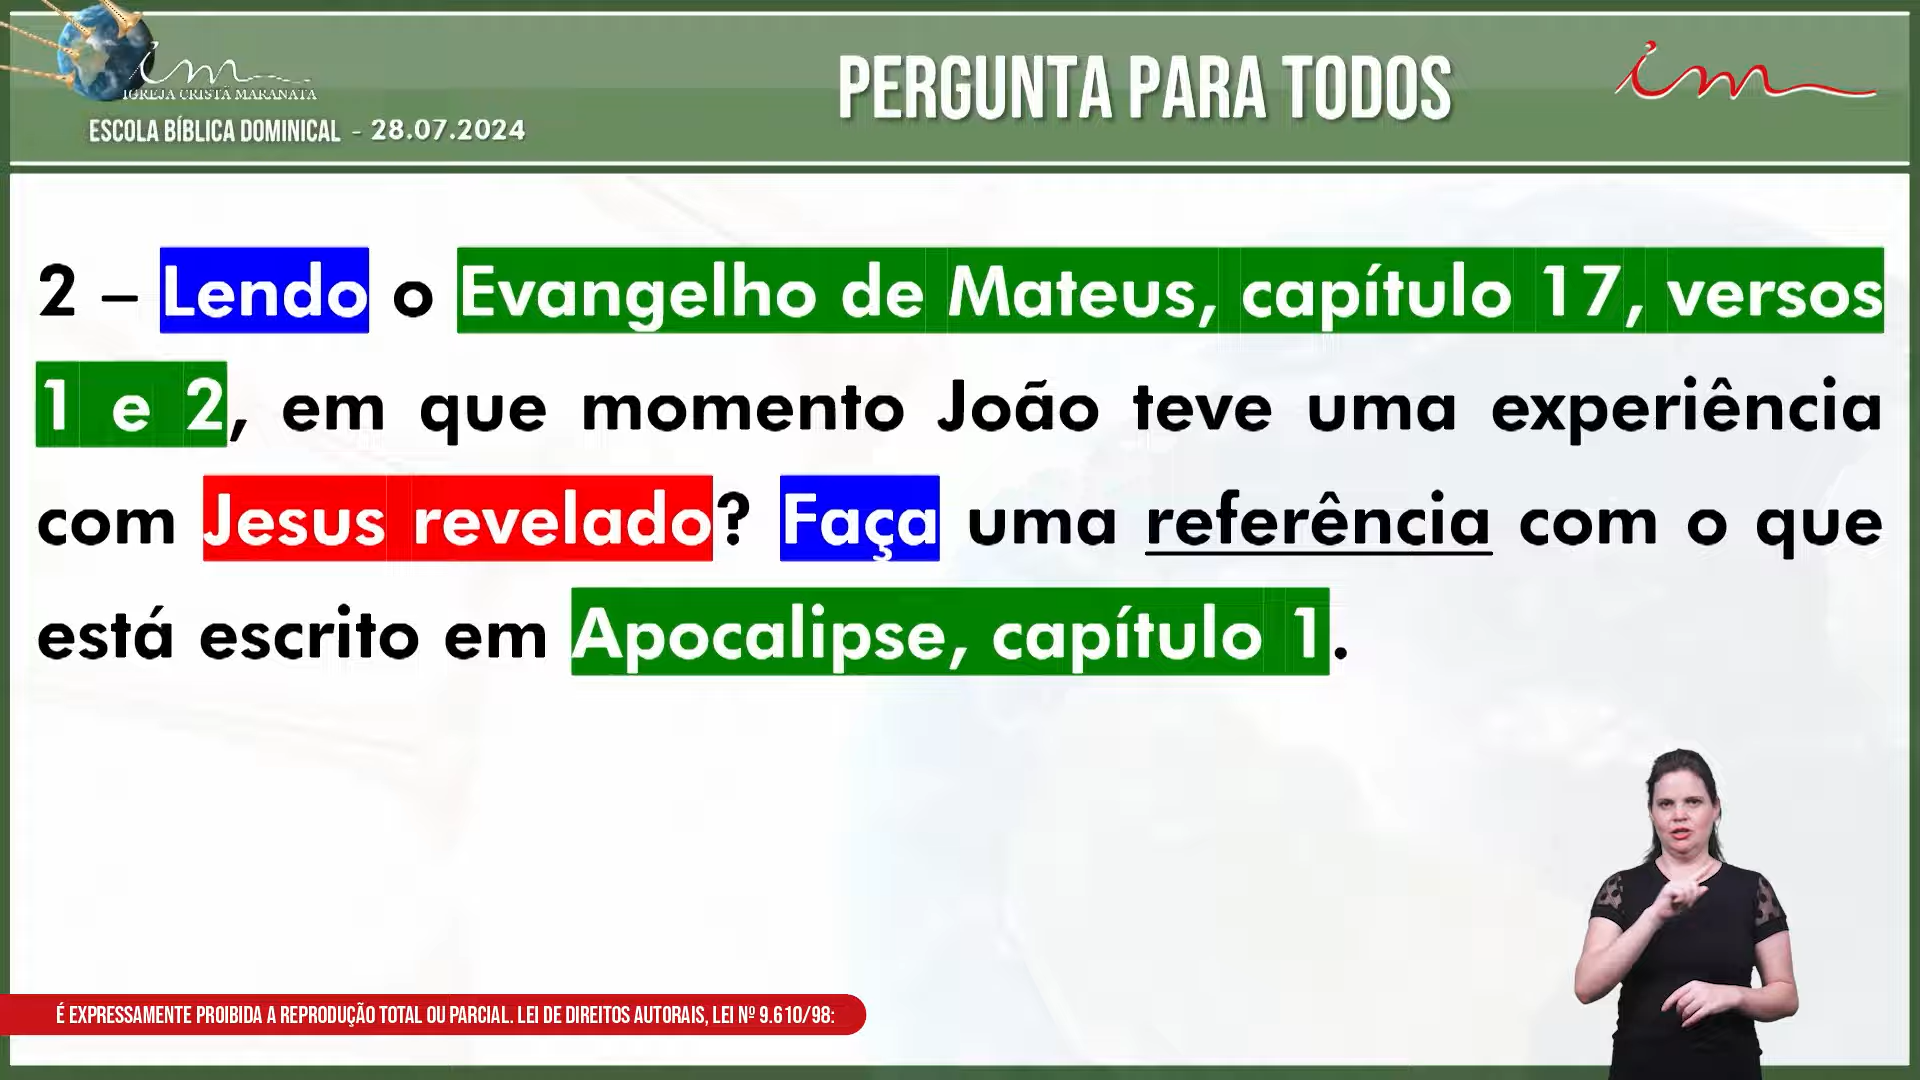 im
IGREJA CRISTÃ MARANATA
ESCOLA BÍBLICA DOMINICAL - 28.07.2024
PERGUNTA PARA TODOS
im
2 – Lendo o Evangelho de Mateus, capítulo 17, versos
1 e 2, em que momento João teve uma experiência
com Jesus revelado? Faça uma referência com o que
está escrito em Apocalipse, capítulo 1.
É EXPRESSAMENTE PROIBIDA A REPRODUÇÃO TOTAL OU PARCIAL. LEI DE DIREITOS AUTORAIS, LEI Nº 9.610/98: